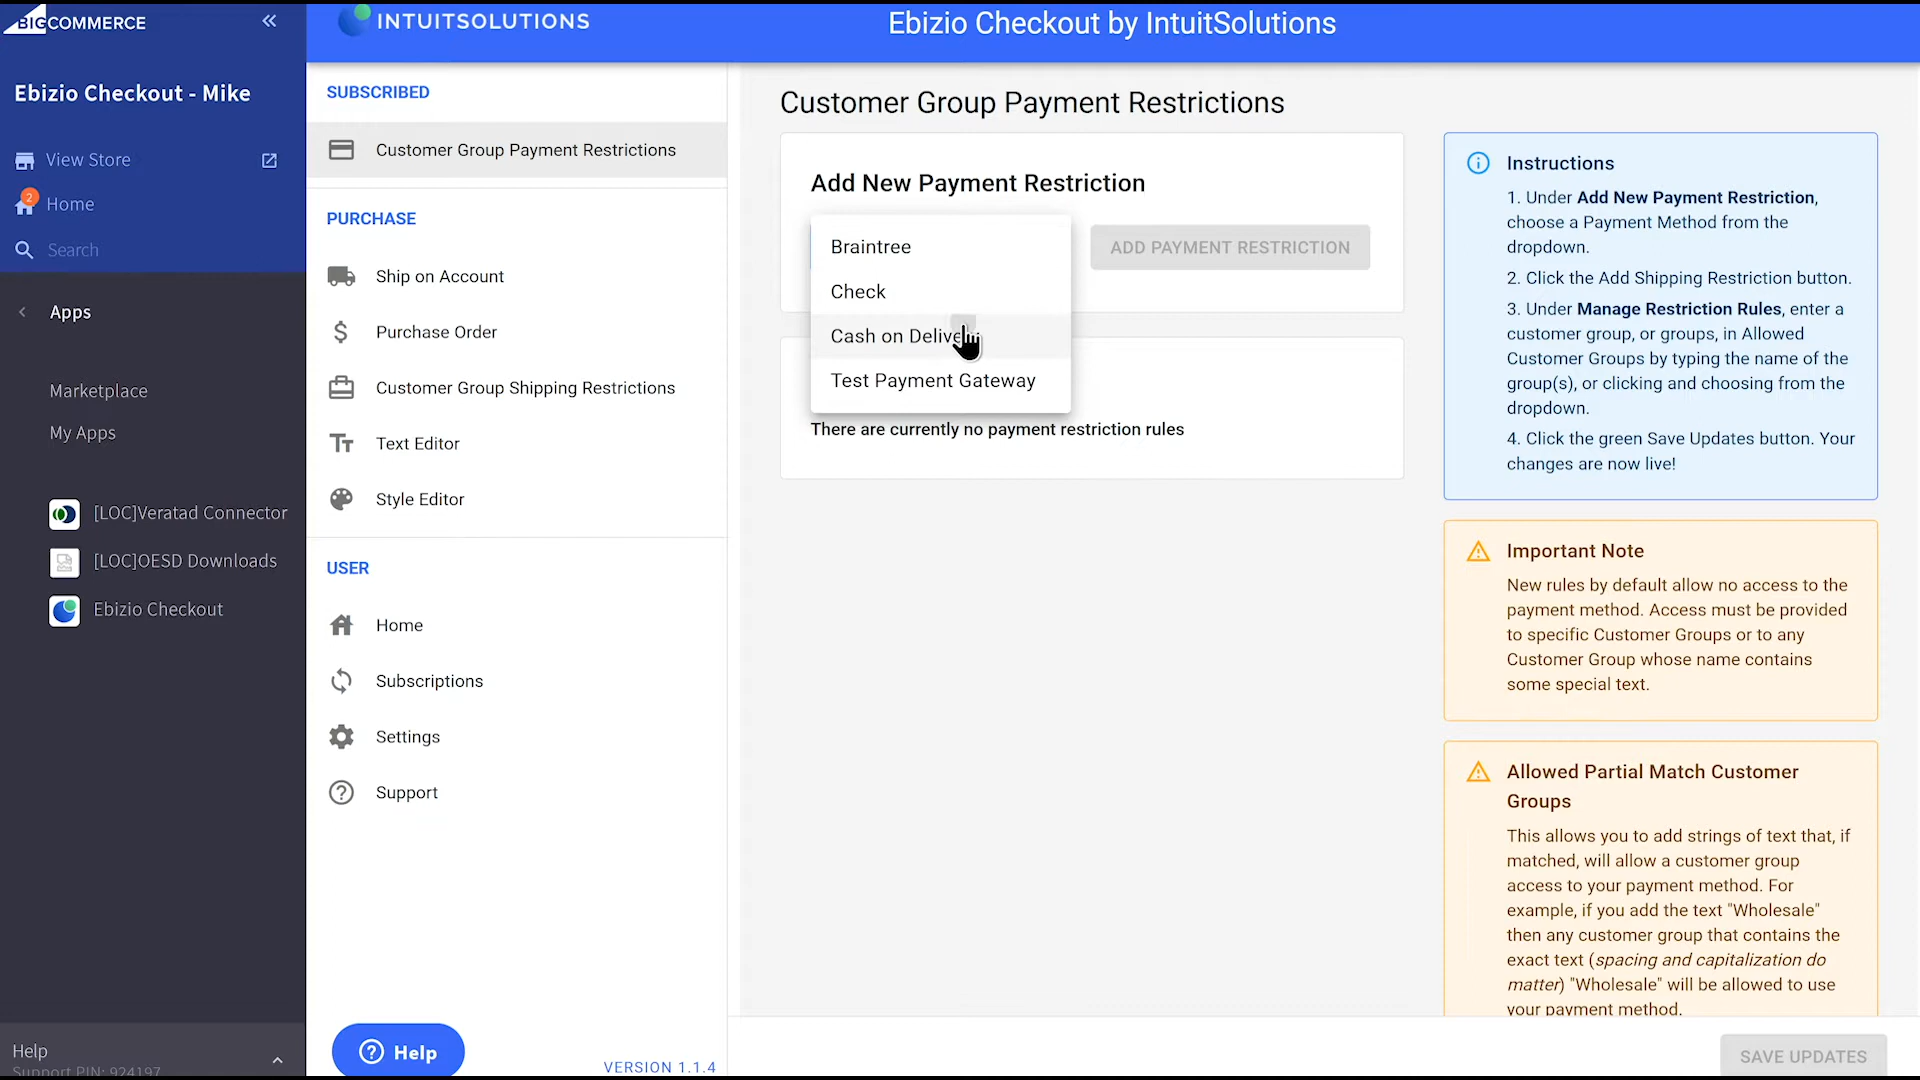 BIGCOMMERCE
Ebizio Checkout - Mike
View Store
2
Home
Search
Apps
Marketplace
My Apps
[LOC]Veratad Connector
[LOC]OESD Downloads
Ebizio Checkout
Help
Support PIN: 924197
INTUITSOLUTIONS
Ebizio Checkout by IntuitSolutions
SUBSCRIBED
Customer Group Payment Restrictions
PURCHASE
Ship on Account
Purchase Order
Customer Group Shipping Restrictions
Text Editor
Style Editor
USER
Home
Subscriptions
Settings
Support
Help
VERSION 1.1.4
Customer Group Payment Restrictions
Add New Payment Restriction
Braintree
Check
Cash on Delive
Test Payment Gateway
ADD PAYMENT RESTRICTION
There are currently no payment restriction rules
Instructions
1. Under Add New Payment Restriction,
choose a Payment Method from the
dropdown.
2. Click the Add Shipping Restriction button.
3. Under Manage Restriction Rules, enter a
customer group, or groups, in Allowed
Customer Groups by typing the name of the
group(s), or clicking and choosing from the
dropdown.
4. Click the green Save Updates button. Your
changes are now live!
Important Note
New rules by default allow no access to the
payment method. Access must be provided
to specific Customer Groups or to any
Customer Group whose name contains
some special text.
Allowed Partial Match Customer
Groups
This allows you to add strings of text that, if
matched, will allow a customer group
access to your payment method. For
example, if you add the text "Wholesale"
then any customer group that contains the
exact text (spacing and capitalization do
matter) "Wholesale" will be allowed to use
your payment method.
SAVE UPDATES